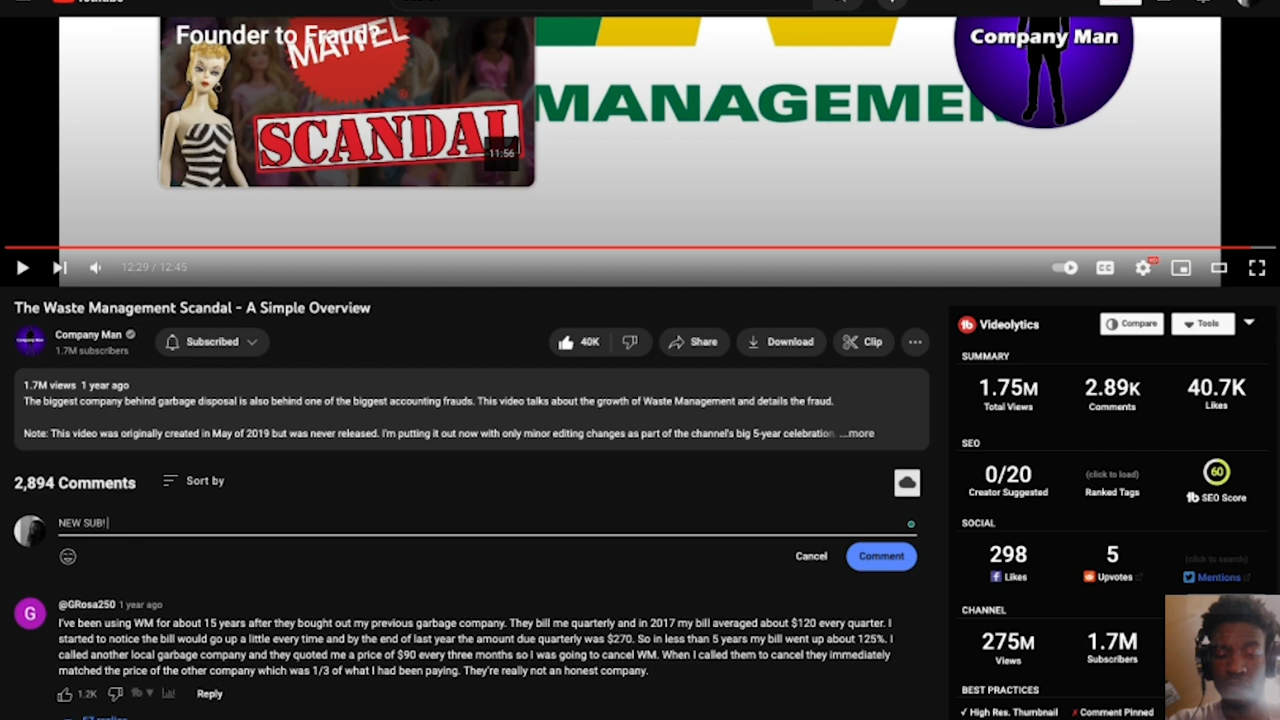 Founder to Fraud?
MATTEL
SCANDAL
11:56
MANAGEMEN
Company Man
12:29 / 12:45
CC
HD
The Waste Management Scandal - A Simple Overview
Company Man
1.7M subscribers
Subscribed
40K
Share
Download
Clip
1.7M views 1 year ago
The biggest company behind garbage disposal is also behind one of the biggest accounting frauds. This video talks about the growth of Waste Management and details the fraud.
Note: This video was originally created in May of 2019 but was never released. I'm putting it out now with only minor editing changes as part of the channel's big 5-year celebration. ...more
2,894 Comments
Sort by
NEW SUB!
Cancel
Comment
G
@GRosa250 1 year ago
I've been using WM for about 15 years after they bought out my previous garbage company. They bill me quarterly and in 2017 my bill averaged about $120 every quarter. I
started to notice the bill would go up a little every time and by the end of last year the amount due quarterly was $270. So in less than 5 years my bill went up about 125%. I
called another local garbage company and they quoted me a price of $90 every three months so I was going to cancel WM. When I called them to cancel they immediately
matched the price of the other company which was 1/3 of what I had been paying. They're really not an honest company.
1.2K
Reply
57 replies
Videolytics
Compare
Tools
SUMMARY
1.75M
Total Views
2.89K
Comments
40.7K
Likes
SEO
0/20
Creator Suggested
(click to load)
Ranked Tags
60
SEO Score
SOCIAL
298
Likes
5
Upvotes
(click to search)
Mentions
CHANNEL
275M
Views
1.7M
Subscribers
BEST PRACTICES
✓ High Res. Thumbnail
✗ Comment Pinned